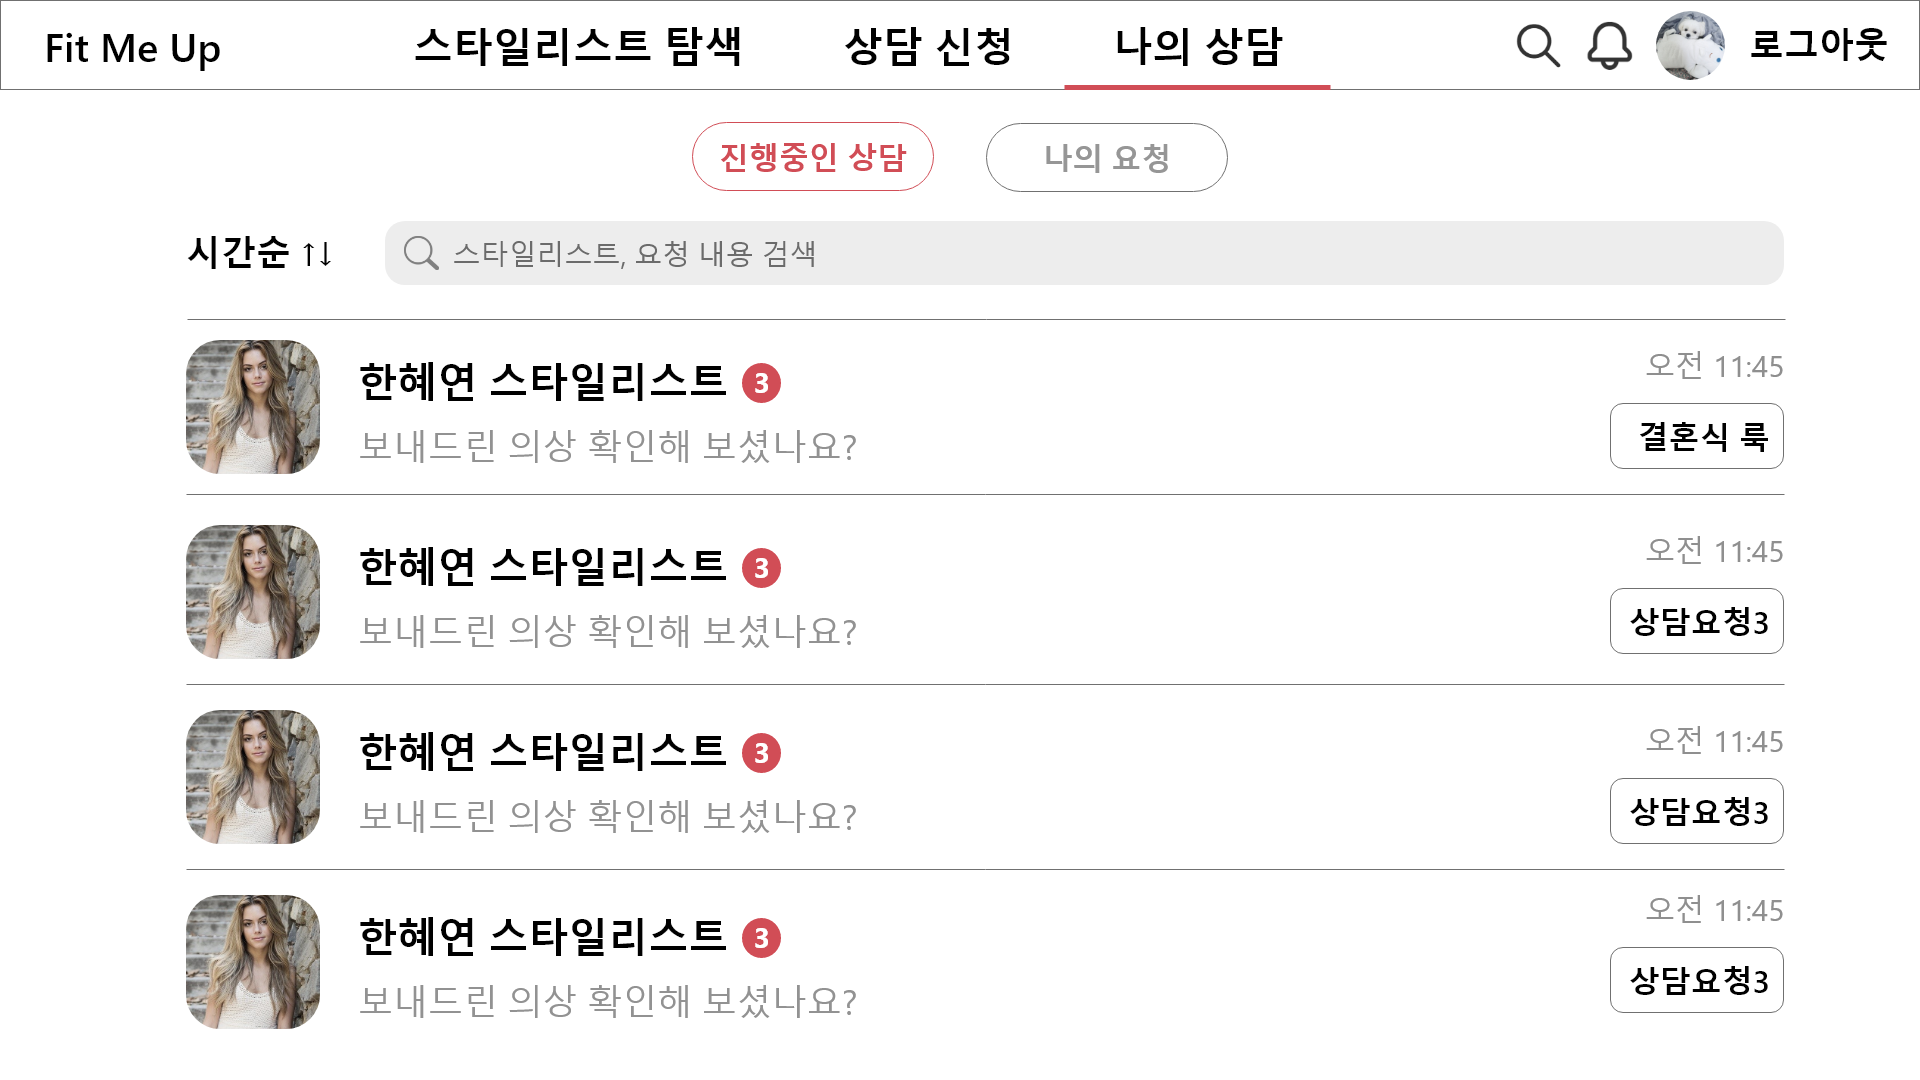 Fit Me Up 스타일리스트 탐색 상담 신청 나의 상담 로그아웃
진행중인 상담 나의 요청
시간순 ↑↓ 스타일리스트, 요청 내용 검색
한혜연 스타일리스트 3 오전 11:45
보내드린 의상 확인해 보셨나요? 결혼식 룩
한혜연 스타일리스트 3 오전 11:45
보내드린 의상 확인해 보셨나요? 상담요청3
한혜연 스타일리스트 3 오전 11:45
보내드린 의상 확인해 보셨나요? 상담요청3
한혜연 스타일리스트 3 오전 11:45
보내드린 의상 확인해 보셨나요? 상담요청3